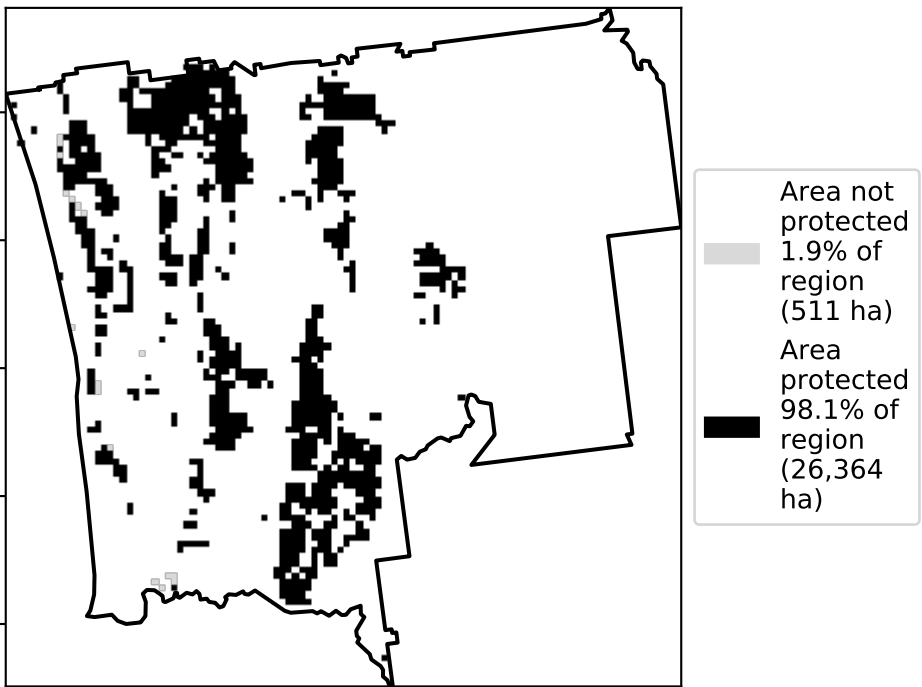 Area not
protected
1.9% of
region
(511 ha)
Area
protected
98.1% of
region
(26,364
ha)